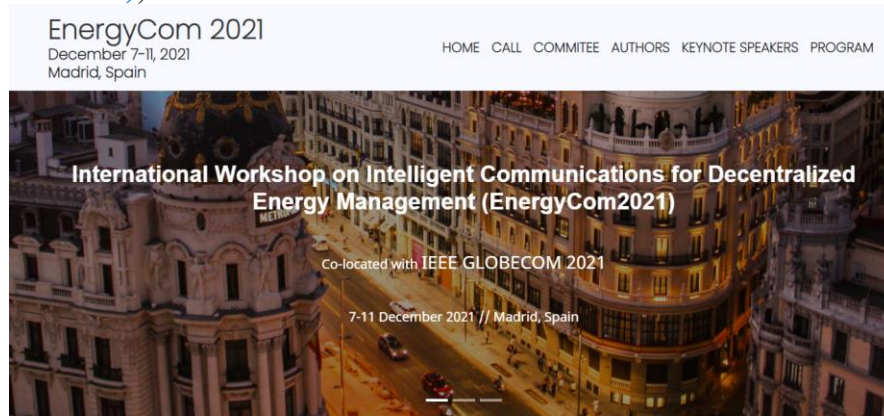 EnergyCom 2021
December 7-11, 2021
Madrid, Spain
HOME CALL COMMITEE AUTHORS KEYNOTE SPEAKERS PROGRAM
International Workshop on Intelligent Communications for Decentralized
Energy Management (EnergyCom2021)
METROPOLIS
Co-located with IEEE GLOBECOM 2021
7-11 December 2021 // Madrid, Spain